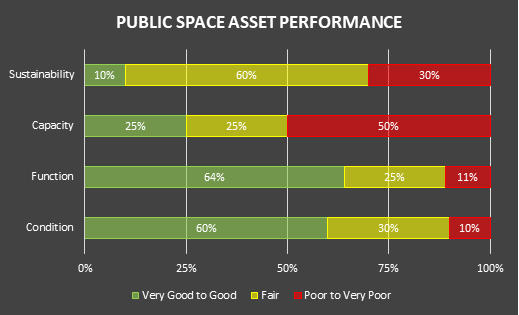 PUBLIC SPACE ASSET PERFORMANCE
Sustainability 10% 60% 30%
Capacity 25% 25% 50%
Function 64% 25% 11%
Condition 60% 30% 10%
0% 25% 50% 75% 100%
Very Good to Good Fair Poor to Very Poor